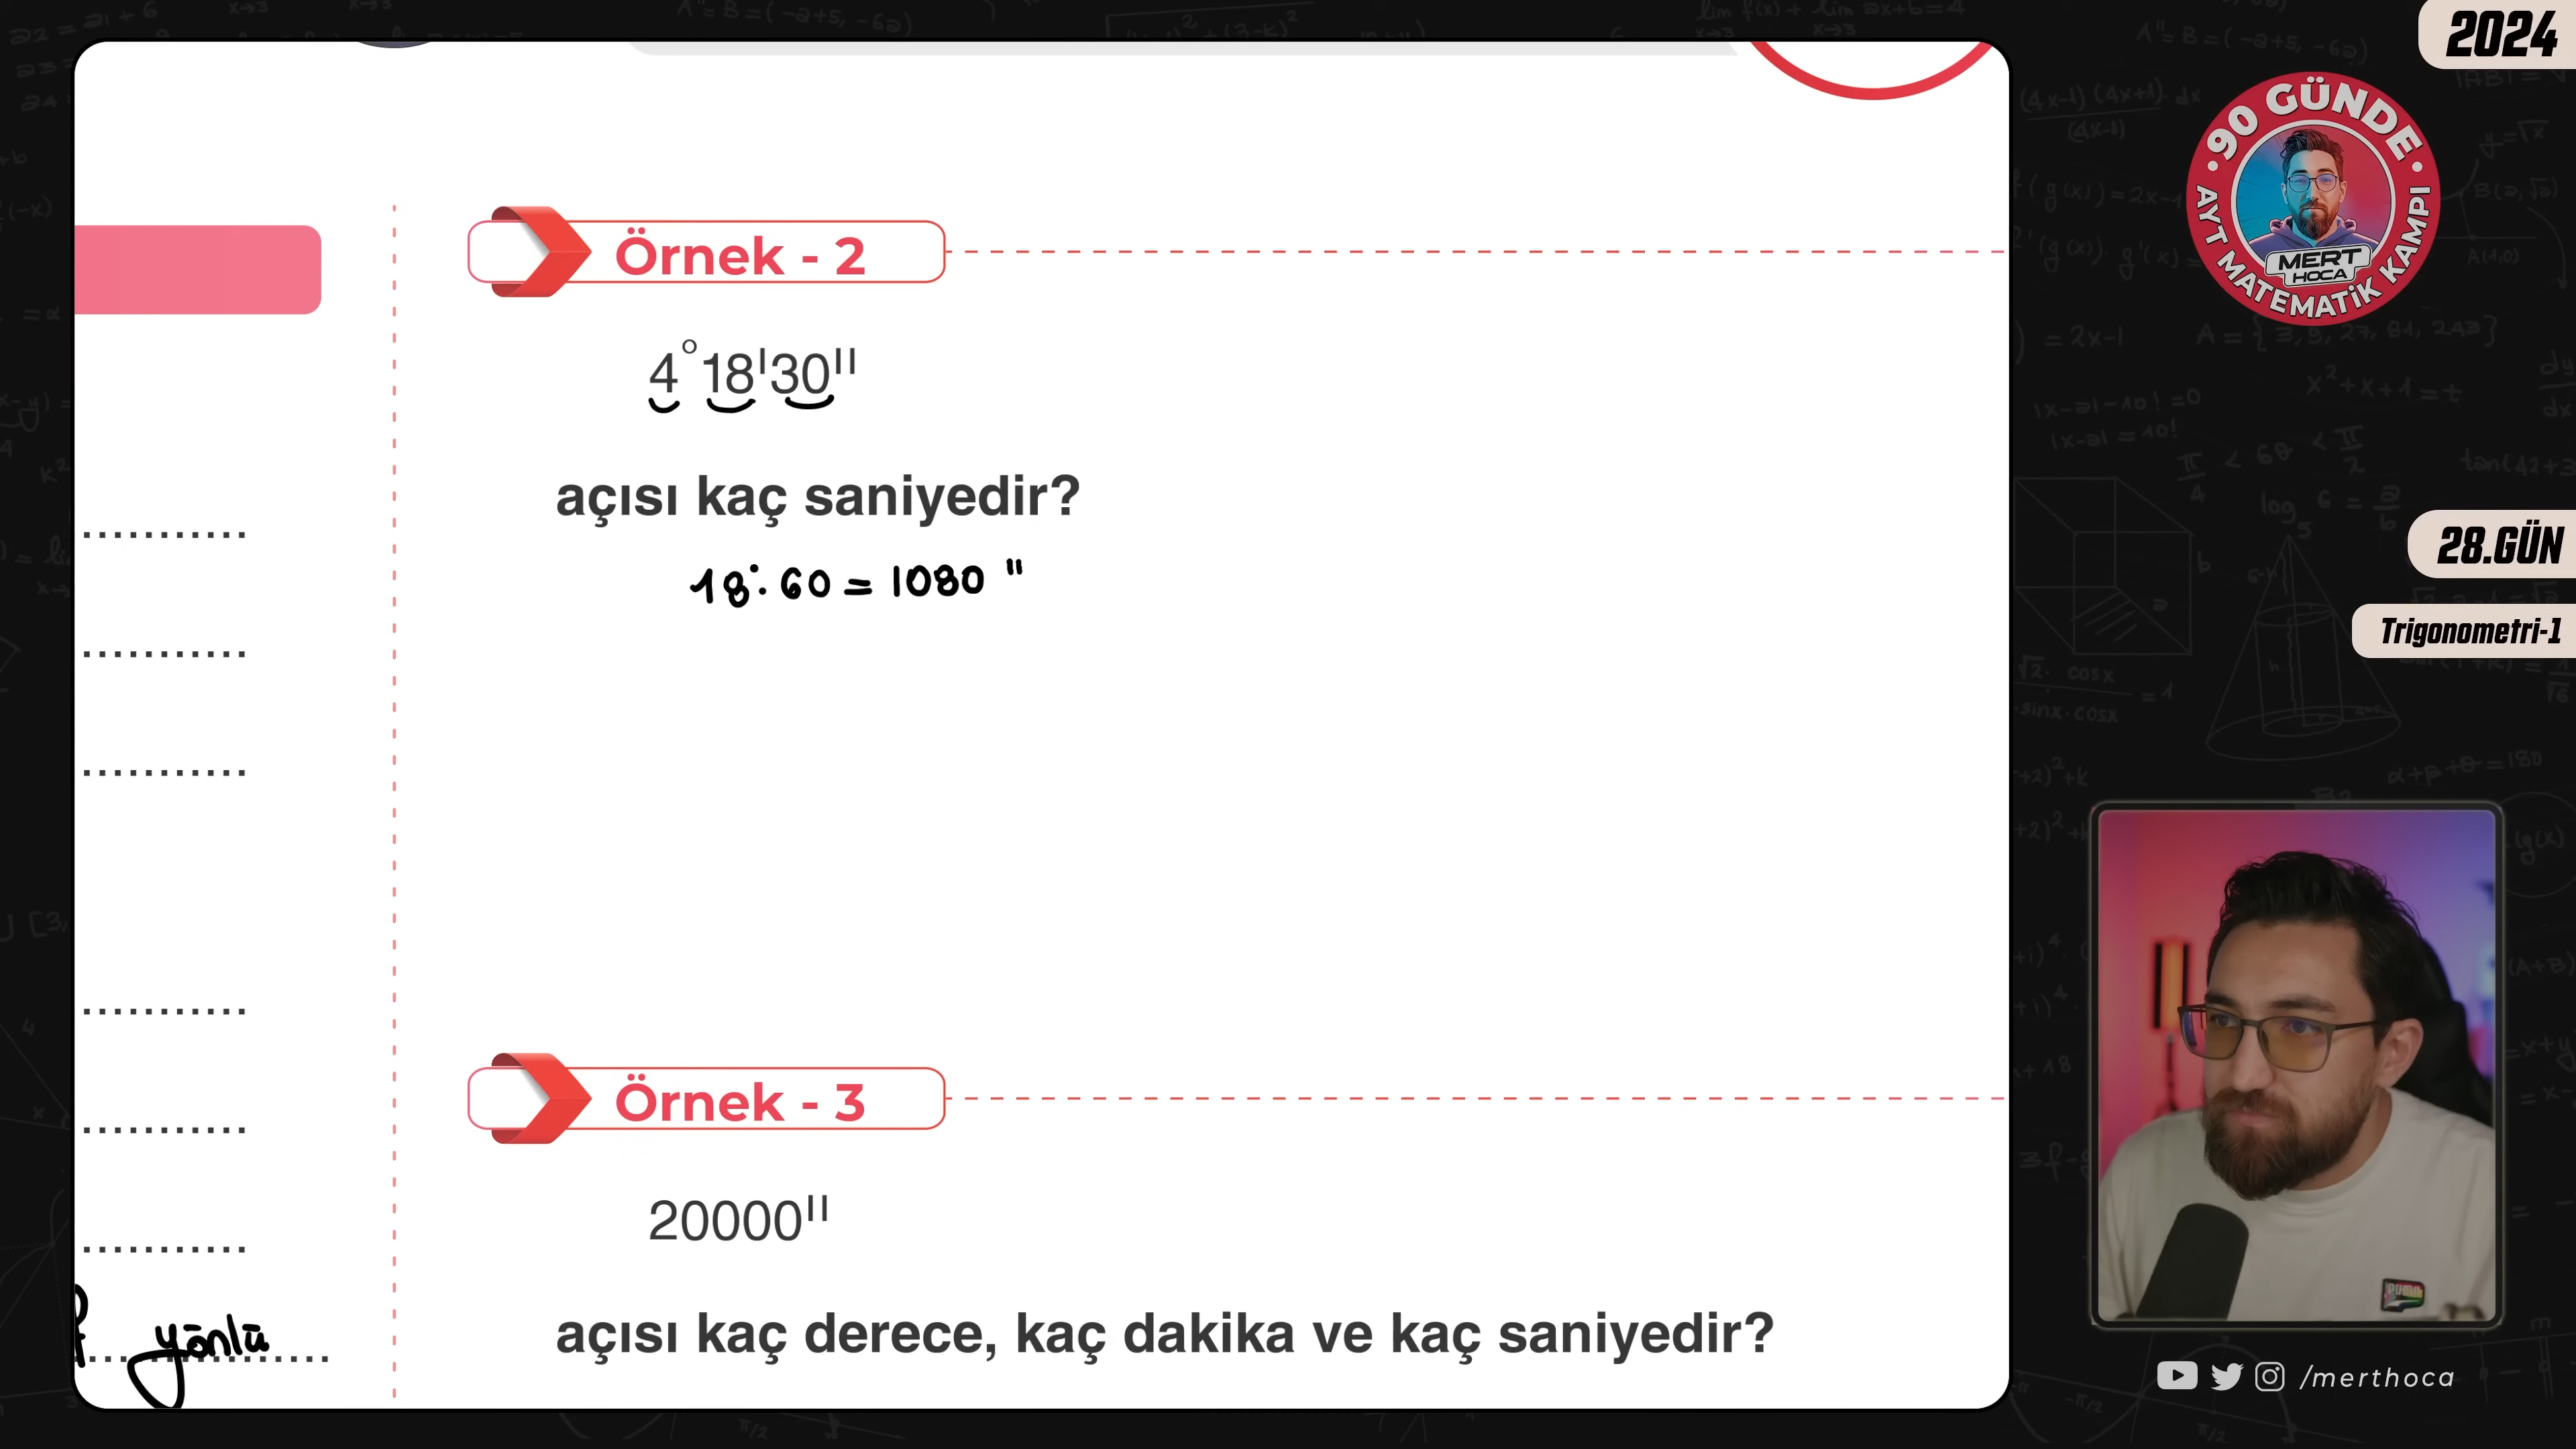 2024
90 GÜNDE
AYT MATEMATİK KAMPI
MERT
HOCA
Örnek - 2
4°18'30''
açısı kaç saniyedir?
18' . 60 = 1080 "
28.GÜN
Trigonometri-1
Örnek - 3
20000''
açısı kaç derece, kaç dakika ve kaç saniyedir?
yönlü
PUMA
/merthoca